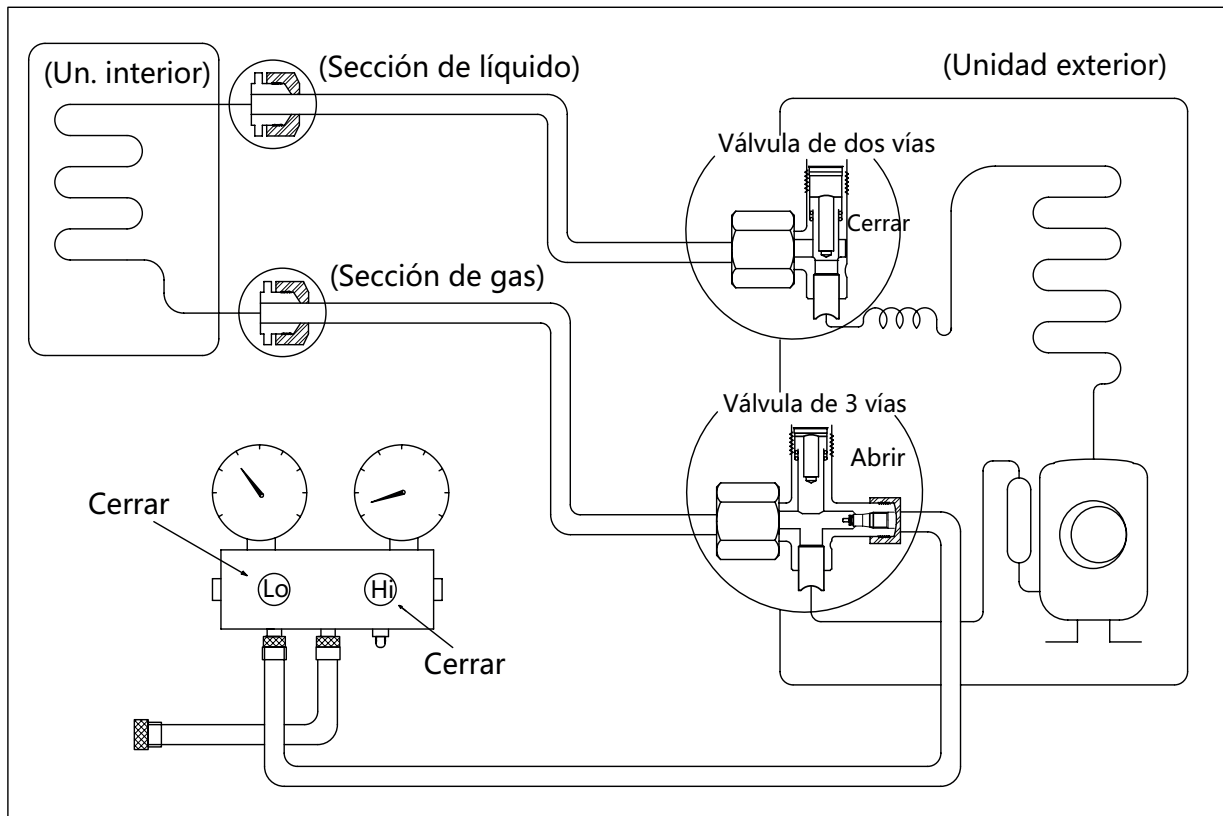 (Un. interior)
(Sección de líquido)
(Unidad exterior)
Válvula de dos vías
Cerrar
(Sección de gas)
Válvula de 3 vías
Abrir
Cerrar
Lo
Hi
Cerrar